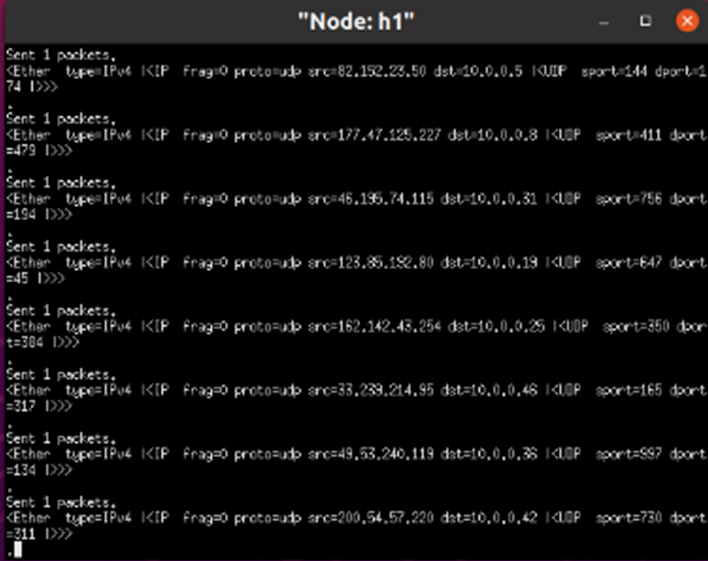 "Node: h1"
Sent 1 packets.
<Ether  type=IPv4 |<IP  frag=0 proto=udp src=82.152.23.50 dst=10.0.0.5 |<UDP  sport=144 dport=1
74 |>>>
.
Sent 1 packets.
<Ether  type=IPv4 |<IP  frag=0 proto=udp src=177.47.125.227 dst=10.0.0.8 |<UDP  sport=411 dport
=479 |>>>
.
Sent 1 packets.
<Ether  type=IPv4 |<IP  frag=0 proto=udp src=46.195.74.115 dst=10.0.0.31 |<UDP  sport=756 dport
=194 |>>>
.
Sent 1 packets.
<Ether  type=IPv4 |<IP  frag=0 proto=udp src=123.85.192.80 dst=10.0.0.19 |<UDP  sport=647 dport
=45 |>>>
.
Sent 1 packets.
<Ether  type=IPv4 |<IP  frag=0 proto=udp src=162.142.43.254 dst=10.0.0.25 |<UDP  sport=350 dpor
t=384 |>>>
.
Sent 1 packets.
<Ether  type=IPv4 |<IP  frag=0 proto=udp src=33.239.214.95 dst=10.0.0.46 |<UDP  sport=165 dport
=317 |>>>
.
Sent 1 packets.
<Ether  type=IPv4 |<IP  frag=0 proto=udp src=49.53.240.119 dst=10.0.0.36 |<UDP  sport=997 dport
=134 |>>>
.
Sent 1 packets.
<Ether  type=IPv4 |<IP  frag=0 proto=udp src=200.54.57.220 dst=10.0.0.42 |<UDP  sport=730 dport
=311 |>>>
.